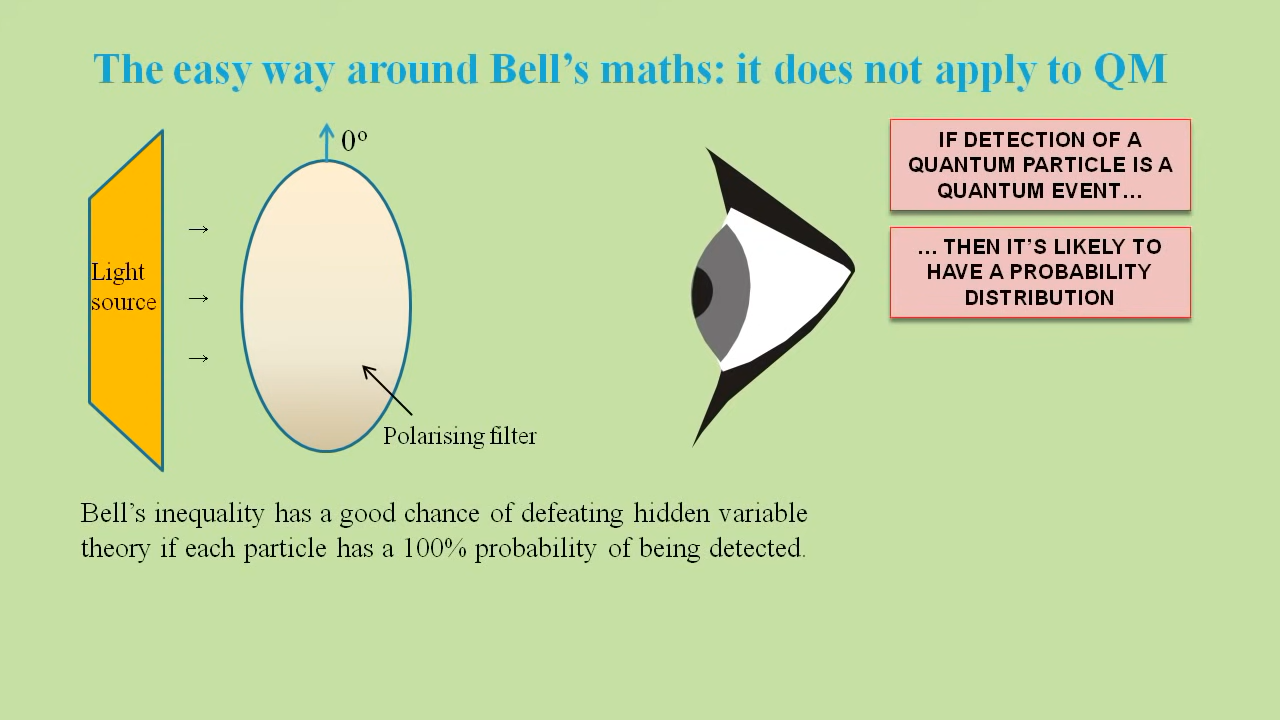 The easy way around Bell’s maths: it does not apply to QM
0º
IF DETECTION OF A
QUANTUM PARTICLE IS A
QUANTUM EVENT…
… THEN IT’S LIKELY TO
HAVE A PROBABILITY
DISTRIBUTION
→
Light
source
→
→
Polarising filter
Bell’s inequality has a good chance of defeating hidden variable
theory if each particle has a 100% probability of being detected.